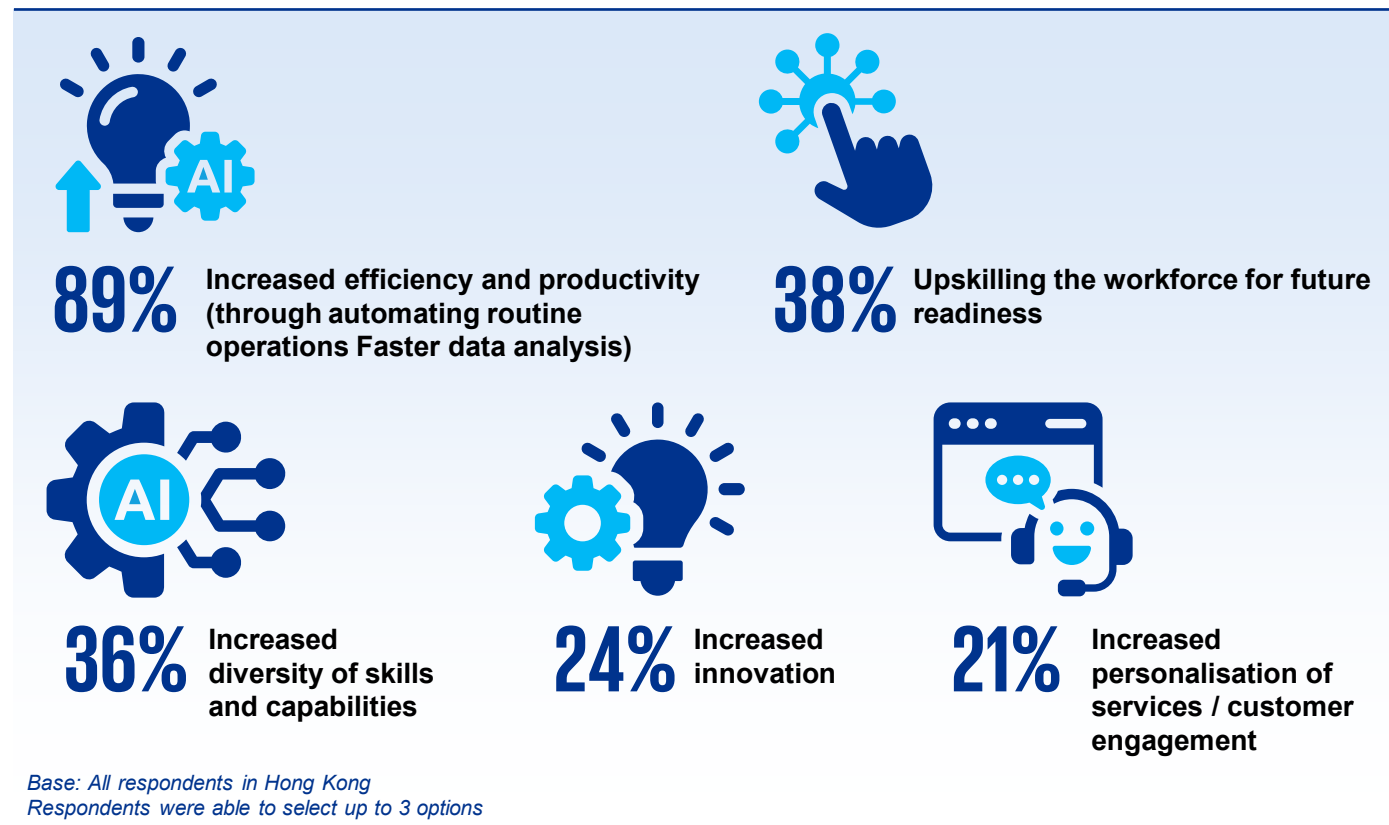 AI
89%
Increased efficiency and productivity
(through automating routine
operations Faster data analysis)
38%
Upskilling the workforce for future
readiness
AI
36%
Increased
diversity of skills
and capabilities
24%
Increased
innovation
21%
Increased
personalisation of
services / customer
engagement
Base: All respondents in Hong Kong
Respondents were able to select up to 3 options